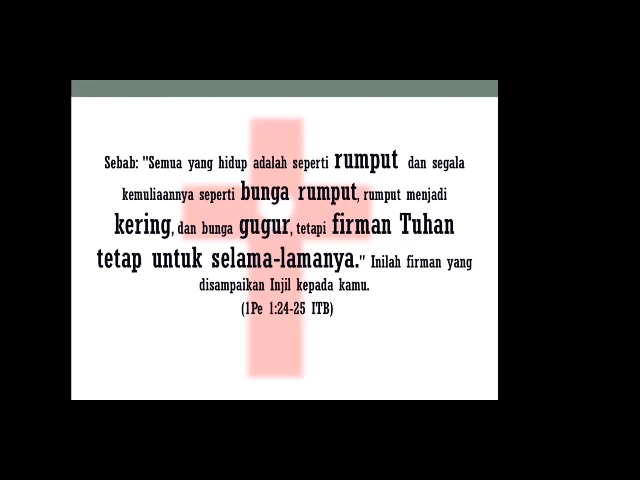 Sebab: "Semua yang hidup adalah seperti rumput dan segala
kemuliaannya seperti bunga rumput, rumput menjadi
kering, dan bunga gugur, tetapi firman Tuhan
tetap untuk selama-lamanya." Inilah firman yang
disampaikan Injil kepada kamu.
(1Pe 1:24-25 ITB)